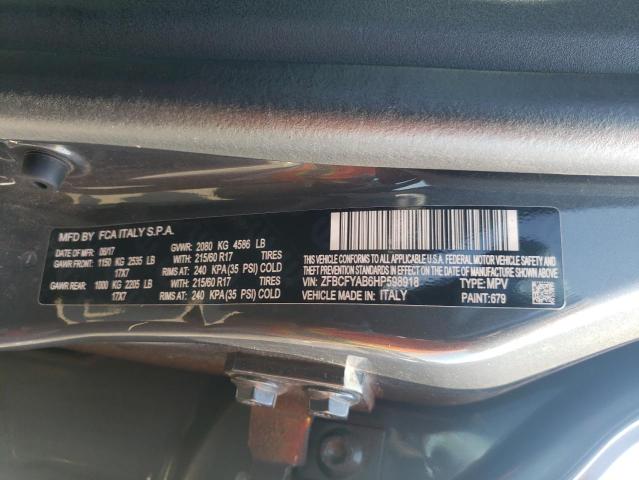 MFD BY FCA ITALY S.P.A.
DATE OF MFR: 09/17 GVWR: 2080 KG 4586 LB
GAWR FRONT: 1150 KG 2535 LB WITH: 215/60 R17 TIRES
17X7 RIMS AT: 240 KPA(35 PSI) COLD
GAWR REAR: 1000 KG 2205 LB WITH: 215/60 R17 TIRES
17X7 RIMS AT: 240 KPA(35 PSI) COLD
THIS VEHICLE CONFORMS TO ALL APPLICABLE U.S.A. FEDERAL MOTOR VEHICLE
SAFETY, BUMPER AND THEFT PREVENTION STANDARDS IN EFFECT
ON THE DATE OF MANUFACTURE SHOWN ABOVE
VIN: ZFBCFYAB6HP598918 TYPE: MPV
VEHICLE MADE IN: ITALY PAINT:679